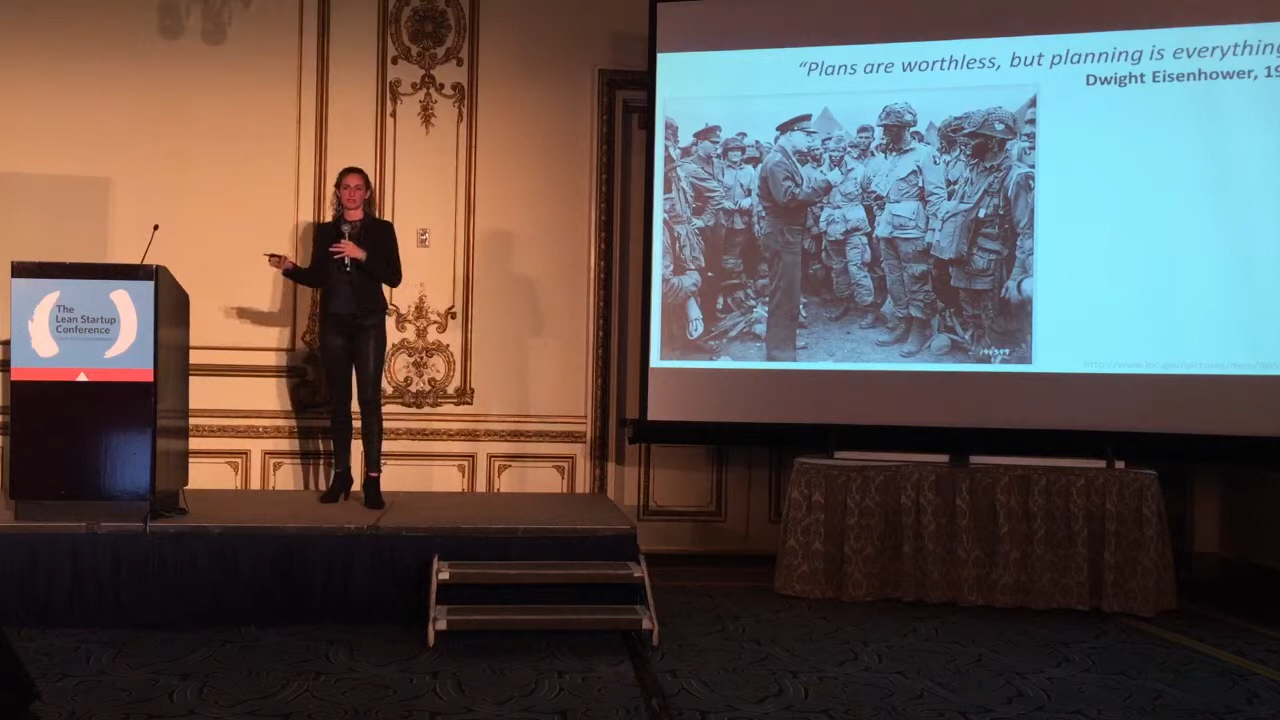 “Plans are worthless, but planning is everything
Dwight Eisenhower, 19
The
Lean Startup
Conference